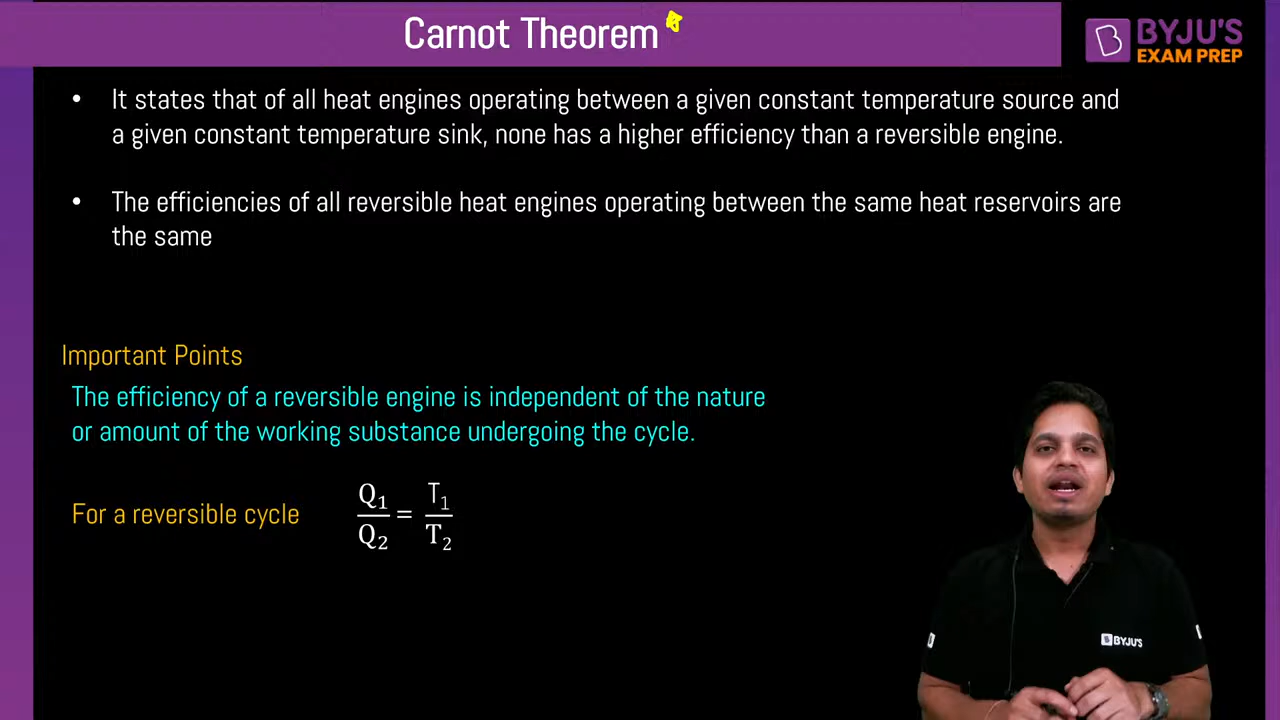 Carnot Theorem
BYJU'S
EXAM PREP
• It states that of all heat engines operating between a given constant temperature source and
a given constant temperature sink, none has a higher efficiency than a reversible engine.
• The efficiencies of all reversible heat engines operating between the same heat reservoirs are
the same
Important Points
The efficiency of a reversible engine is independent of the nature
or amount of the working substance undergoing the cycle.
For a reversible cycle Q₁/Q₂ = T₁/T₂
BYJU'S